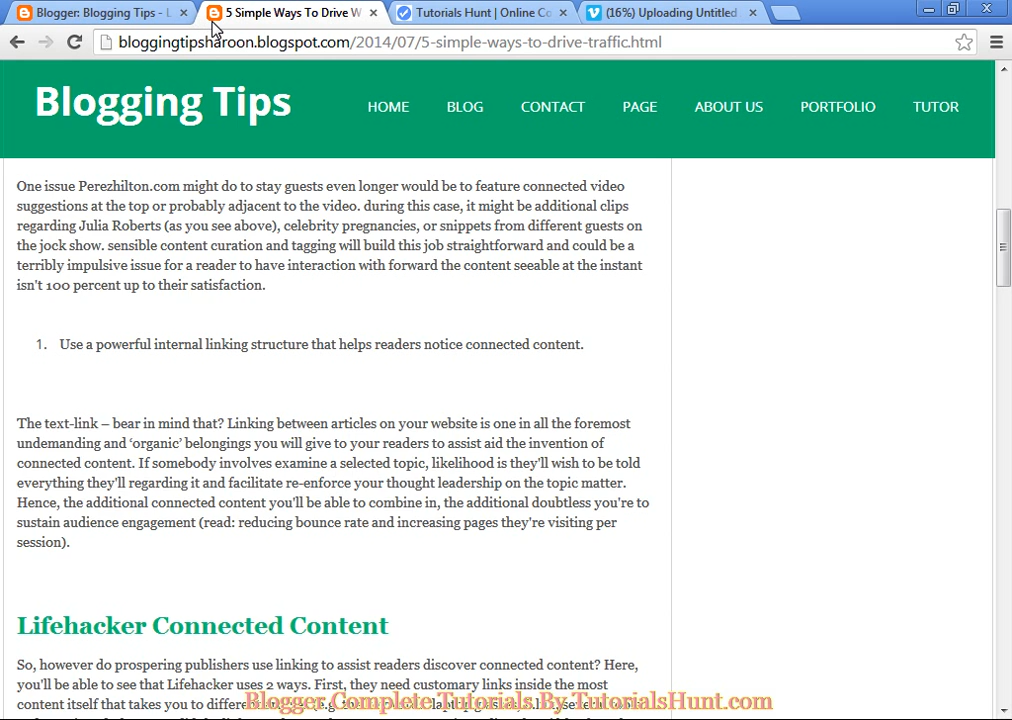 Blogger: Blogging Tips - L
5 Simple Ways To Drive W
Tutorials Hunt | Online Co
(16%) Uploading Untitled
bloggingtipsharoon.blogspot.com/2014/07/5-simple-ways-to-drive-traffic.html
Blogging Tips
HOME BLOG CONTACT PAGE ABOUT US PORTFOLIO TUTOR
One issue Perezhilton.com might do to stay guests even longer would be to feature connected video
suggestions at the top or probably adjacent to the video. during this case, it might be additional clips
regarding Julia Roberts (as you see above), celebrity pregnancies, or snippets from different guests on
the jock show. sensible content curation and tagging will build this job straightforward and could be a
terribly impulsive issue for a reader to have interaction with forward the content seeable at the instant
isn't 100 percent up to their satisfaction.
1. Use a powerful internal linking structure that helps readers notice connected content.
The text-link – bear in mind that? Linking between articles on your website is one in all the foremost
undemanding and ‘organic’ belongings you will give to your readers to assist aid the invention of
connected content. If somebody involves examine a selected topic, likelihood is they'll wish to be told
everything they'll regarding it and facilitate re-enforce your thought leadership on the topic matter.
Hence, the additional connected content you'll be able to combine in, the additional doubtless you're to
sustain audience engagement (read: reducing bounce rate and increasing pages they're visiting per
session).
Lifehacker Connected Content
So, however do prospering publishers use linking to assist readers discover connected content? Here,
you'll be able to see that Lifehacker uses 2 ways. First, they need customary links inside the most
content itself that takes you to
Blogger Complete Tutorials By TutorialsHunt.com